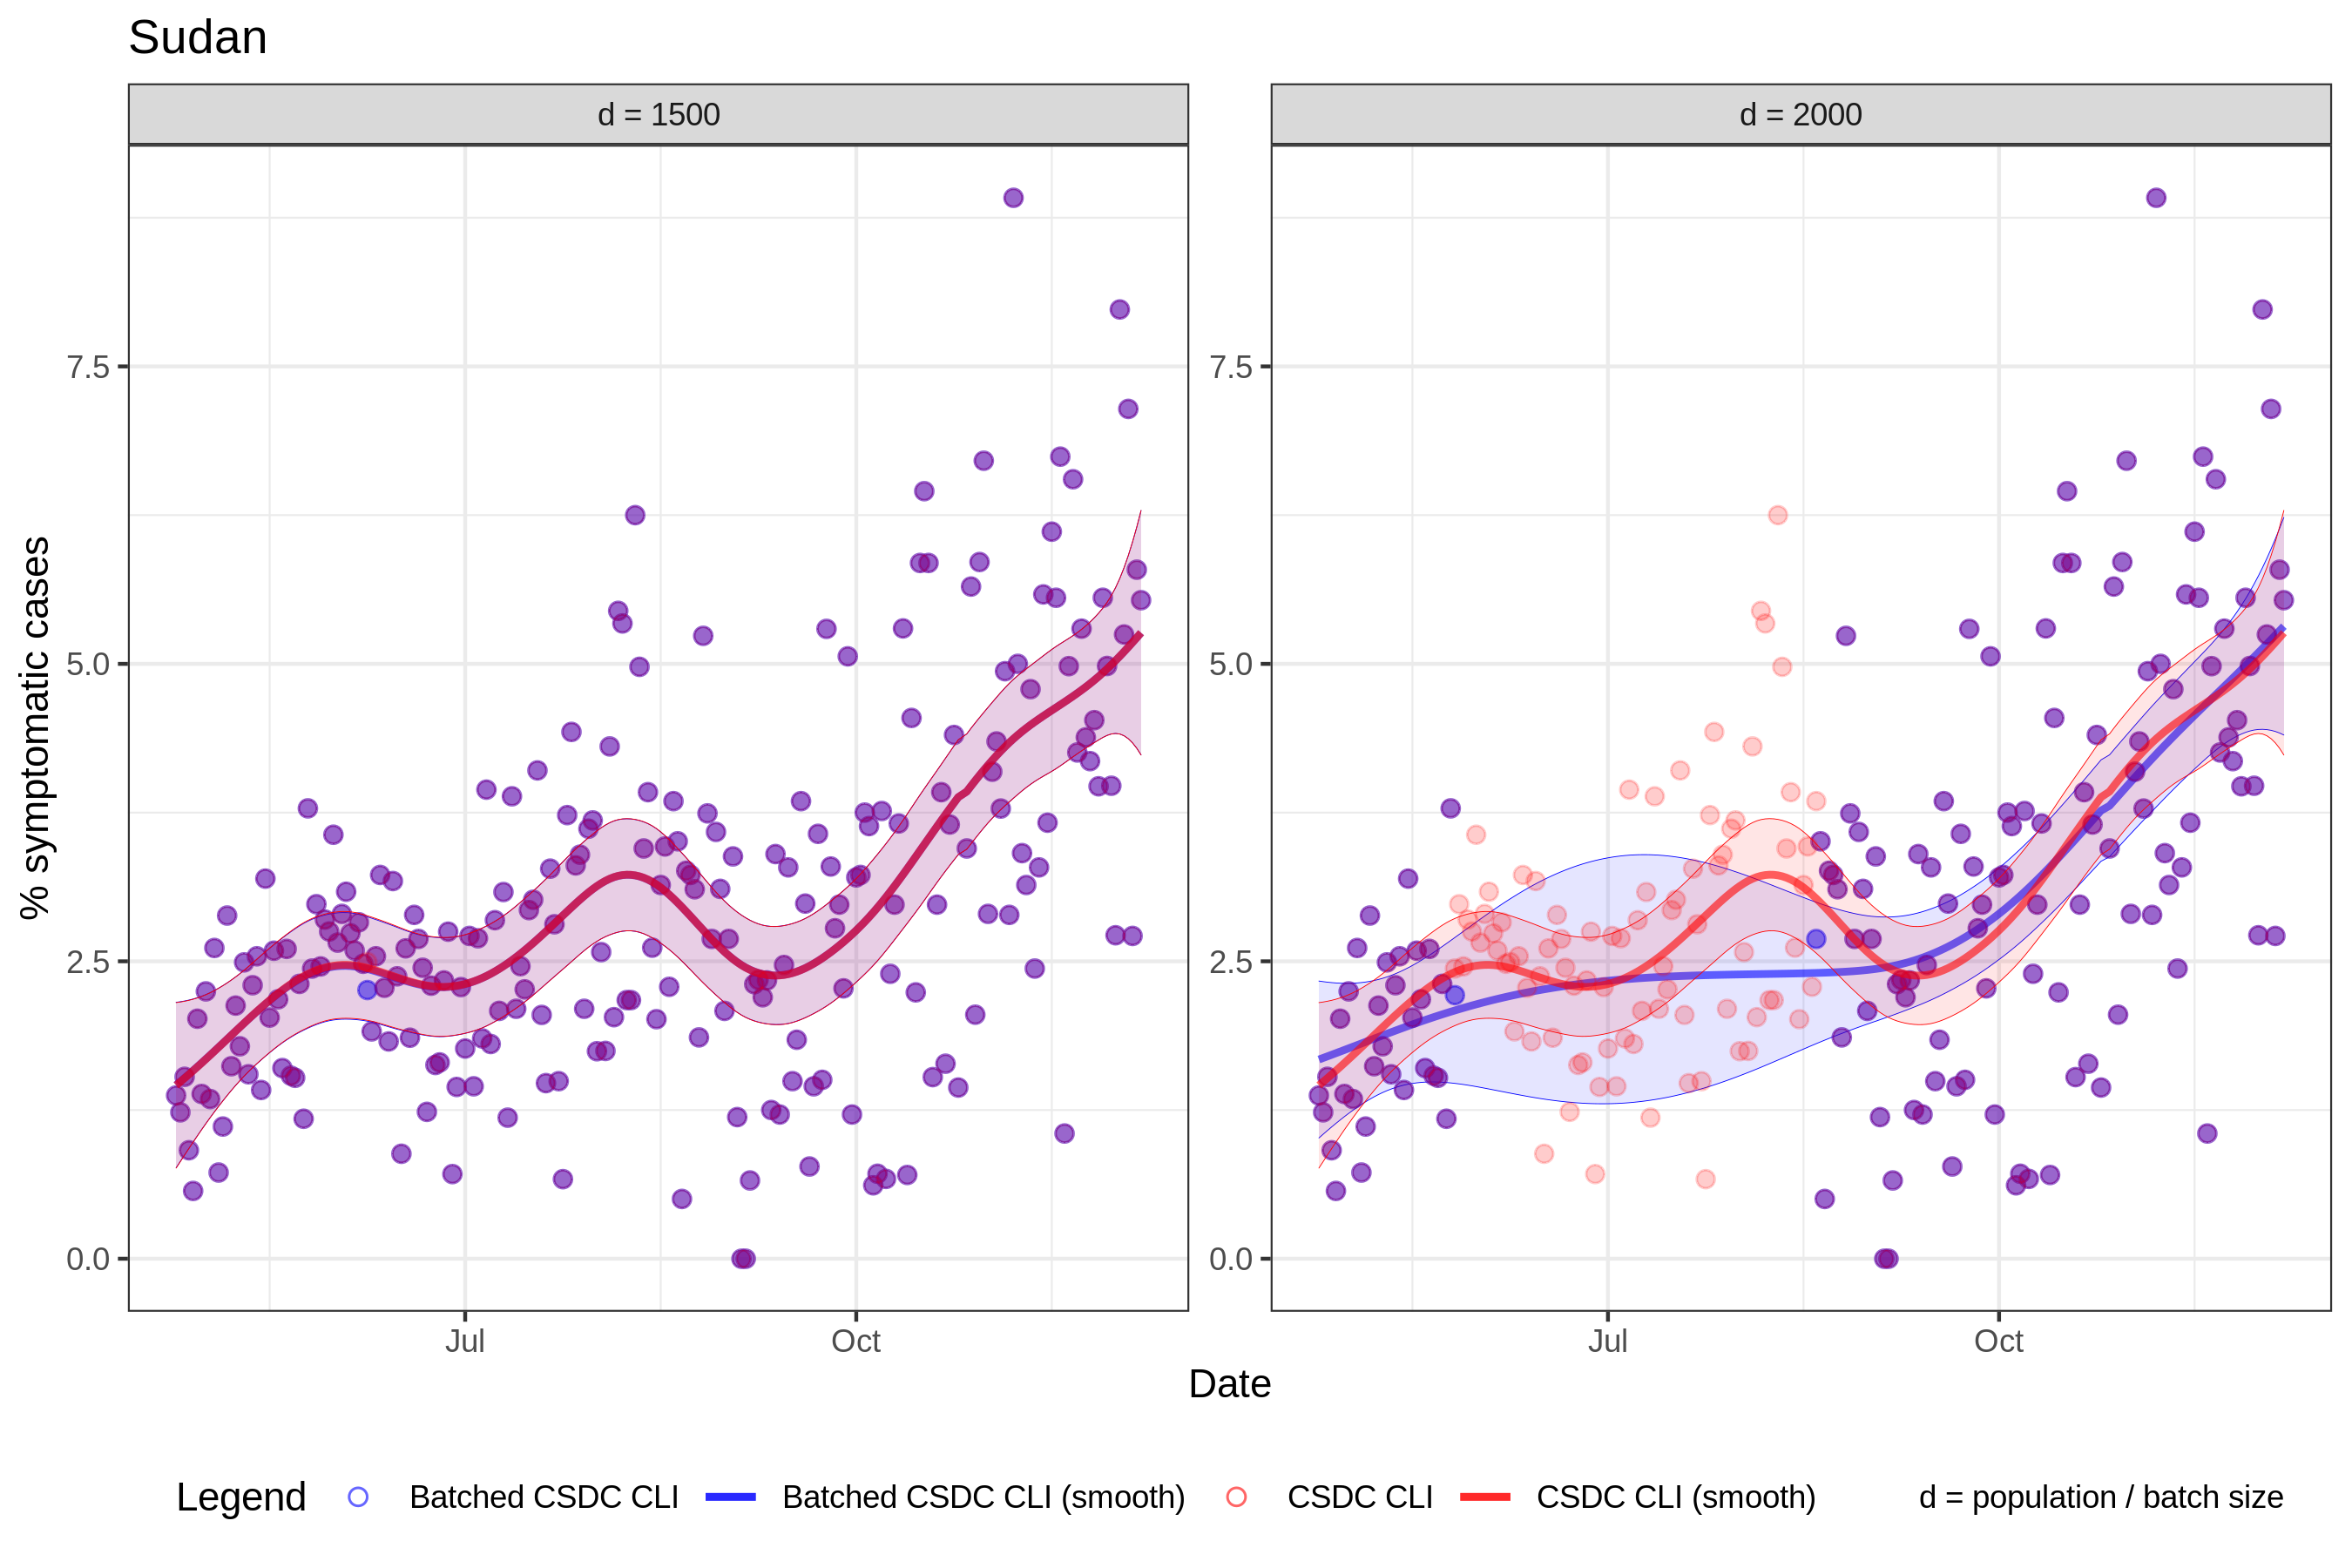 Sudan
d = 1500
d = 2000
% symptomatic cases
7.5
5.0
2.5
0.0
7.5
5.0
2.5
0.0
Jul
Oct
Jul
Oct
Date
Legend
Batched CSDC CLI
Batched CSDC CLI (smooth)
CSDC CLI
CSDC CLI (smooth)
d = population / batch size